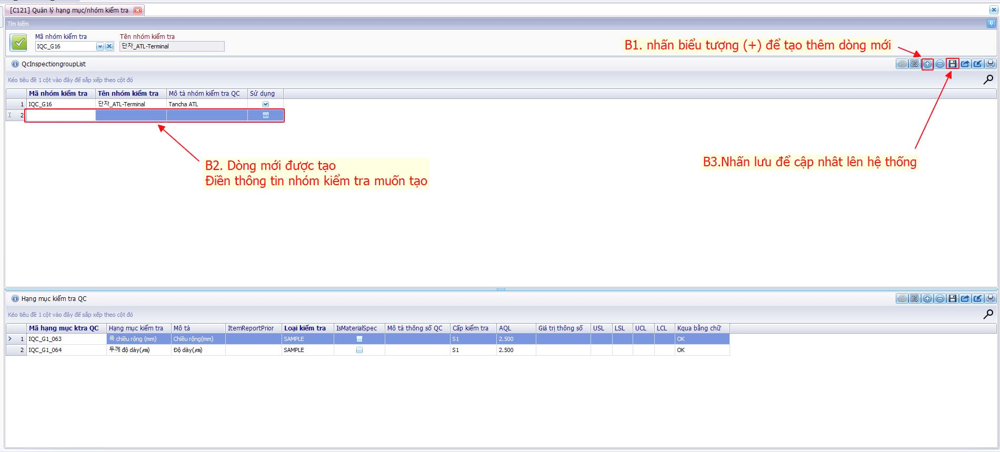 [C121] Quản lý hạng mục/nhóm kiểm tra
Tìm kiếm
Mã nhóm kiểm tra
Tên nhóm kiểm tra
IQC_G16
단자_ATL-Terminal
B1. nhấn biểu tượng (+) để tạo thêm dòng mới
QcInspectiongroupList
Kéo tiêu đề 1 cột vào đây để sắp xếp theo cột đó
Mã nhóm kiểm tra Tên nhóm kiểm tra Mô tả nhóm kiểm tra QC Sử dụng
1 IQC_G16 단자_ATL-Terminal Tancha ATL
2
B2. Dòng mới được tạo
Điền thông tin nhóm kiểm tra muốn tạo
B3.Nhấn lưu để cập nhât lên hệ thống
Hạng mục kiểm tra QC
Kéo tiêu đề 1 cột vào đây để sắp xếp theo cột đó
Mã hạng mục ktra QC Hạng mục kiểm tra Mô tả ItemReportPrior Loại kiểm tra IsMaterialSpec Mô tả thông số QC Cấp kiểm tra AQL Giá trị thông số USL LSL UCL LCL Kqua bằng chữ
1 IQC_G1_063 폭 chiều rộng (mm) Chiều rộng(mm) SAMPLE S1 2.500 OK
2 IQC_G1_064 두께 độ dày(㎛) Độ dày(㎛) SAMPLE S1 2.500 OK